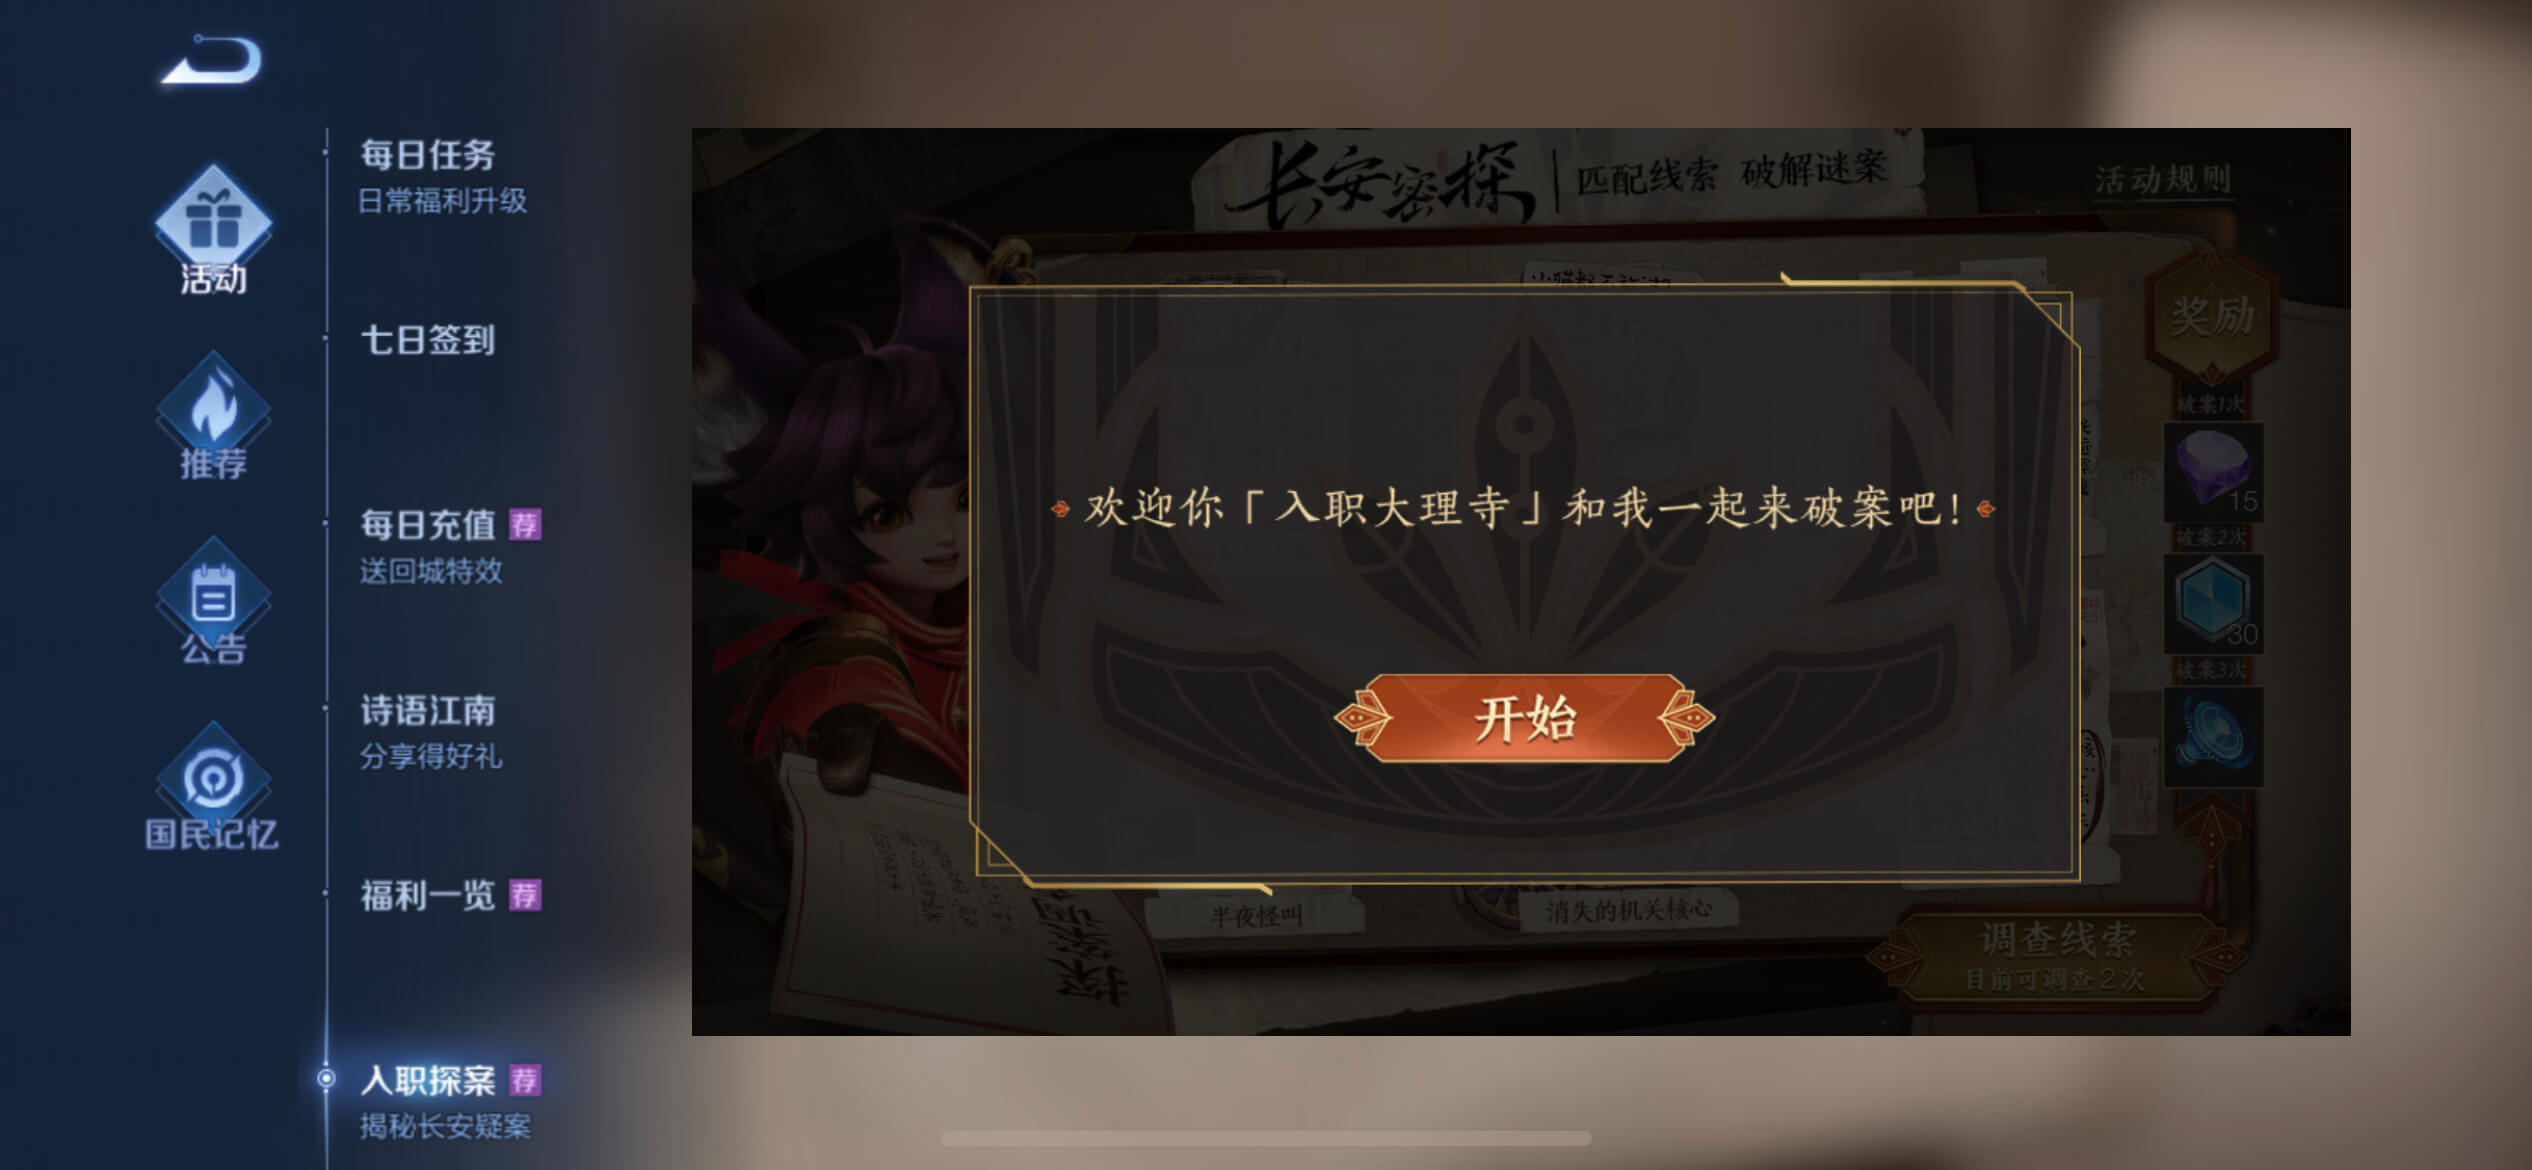 活动
推荐
公告
国民记忆
每日任务
日常福利升级
七日签到
每日充值 荐
送回城特效
诗语江南
分享得好礼
福利一览 荐
入职探案 荐
揭秘长安疑案
长安密探 匹配线索 破解谜案
活动规则
欢迎你「入职大理寺」和我一起来破案吧!
开始
奖励
破案1次
15
破案2次
30
破案3次
半夜怪叫
消失的机关核心
调查线索
目前可调查2次